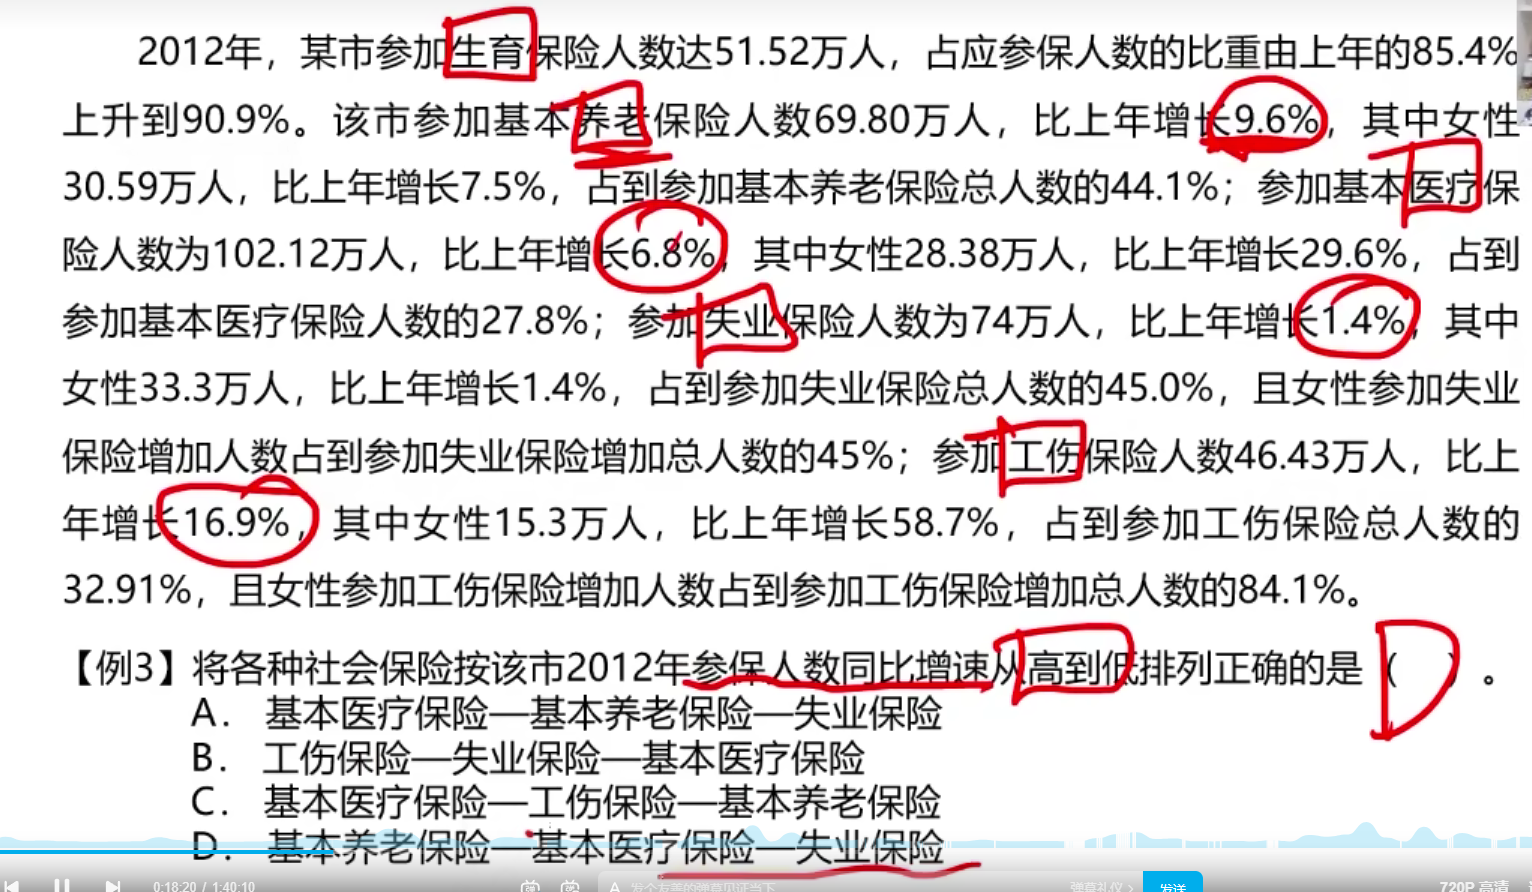 2012年，某市参加生育保险人数达51.52万人，占应参保人数的比重由上年的85.4%
上升到90.9%。该市参加基本养老保险人数69.80万人，比上年增长9.6%，其中女性
30.59万人，比上年增长7.5%，占到参加基本养老保险总人数的44.1%；参加基本医疗保
险人数为102.12万人，比上年增长6.8%，其中女性28.38万人，比上年增长29.6%，占到
参加基本医疗保险人数的27.8%；参加失业保险人数为74万人，比上年增长1.4%，其中
女性33.3万人，比上年增长1.4%，占到参加失业保险总人数的45.0%，且女性参加失业
保险增加人数占到参加失业保险增加总人数的45%；参加工伤保险人数46.43万人，比上
年增长16.9%，其中女性15.3万人，比上年增长58.7%，占到参加工伤保险总人数的
32.91%，且女性参加工伤保险增加人数占到参加工伤保险增加总人数的84.1%。
【例3】将各种社会保险按该市2012年参保人数同比增速从高到低排列正确的是（ D ）。
A. 基本医疗保险—基本养老保险—失业保险
B. 工伤保险—失业保险—基本医疗保险
C. 基本医疗保险—工伤保险—基本养老保险
D. 基本养老保险—基本医疗保险—失业保险
0:18:20 / 1:40:10 弹 弹 A 发个友善的弹幕见证当下 弹幕礼仪 > 发送 720P 高清